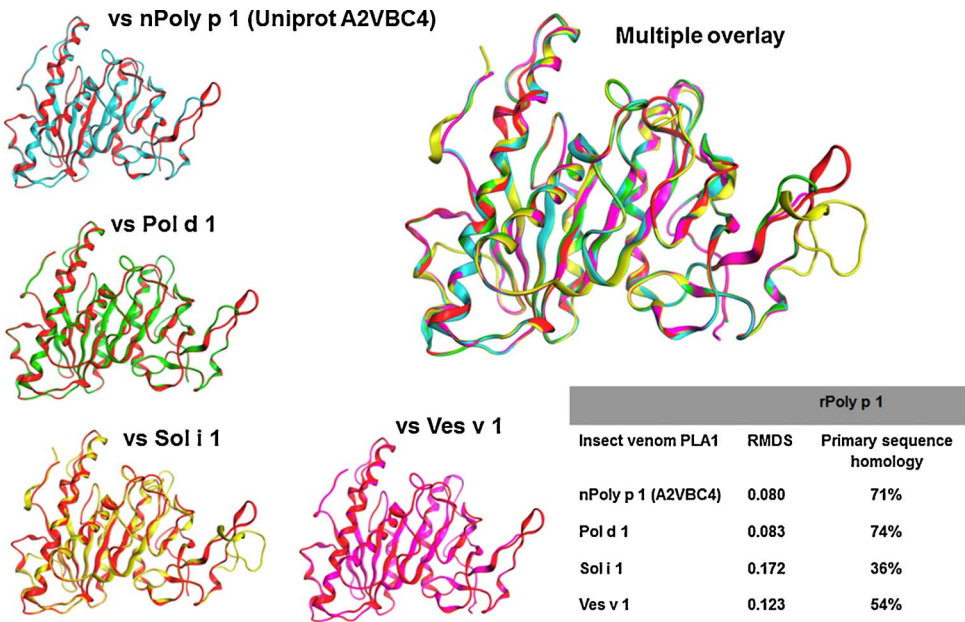 vs nPoly p 1 (Uniprot A2VBC4)
Multiple overlay
vs Pol d 1
vs Sol i 1
vs Ves v 1
rPoly p 1
Insect venom PLA1 RMDS Primary sequence
homology
nPoly p 1 (A2VBC4) 0.080 71%
Pol d 1 0.083 74%
Sol i 1 0.172 36%
Ves v 1 0.123 54%